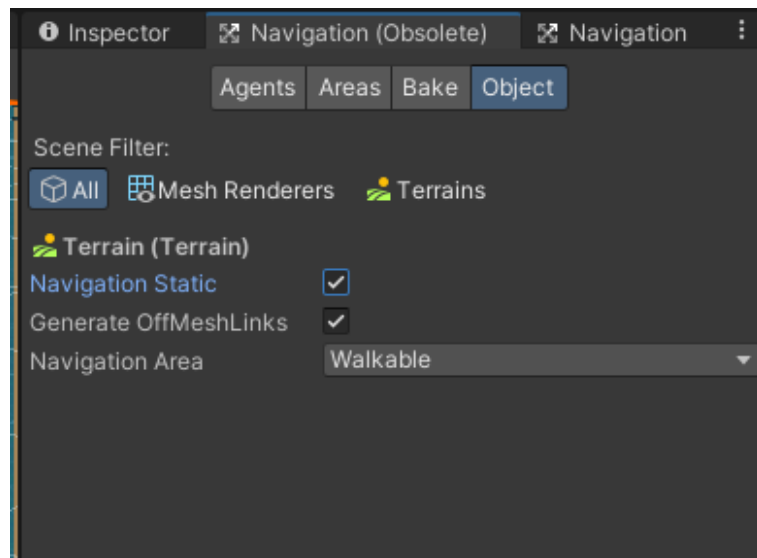 Inspector Navigation (Obsolete) Navigation
Agents Areas Bake Object
Scene Filter:
All Mesh Renderers Terrains
Terrain (Terrain)
Navigation Static
Generate OffMeshLinks
Navigation Area Walkable